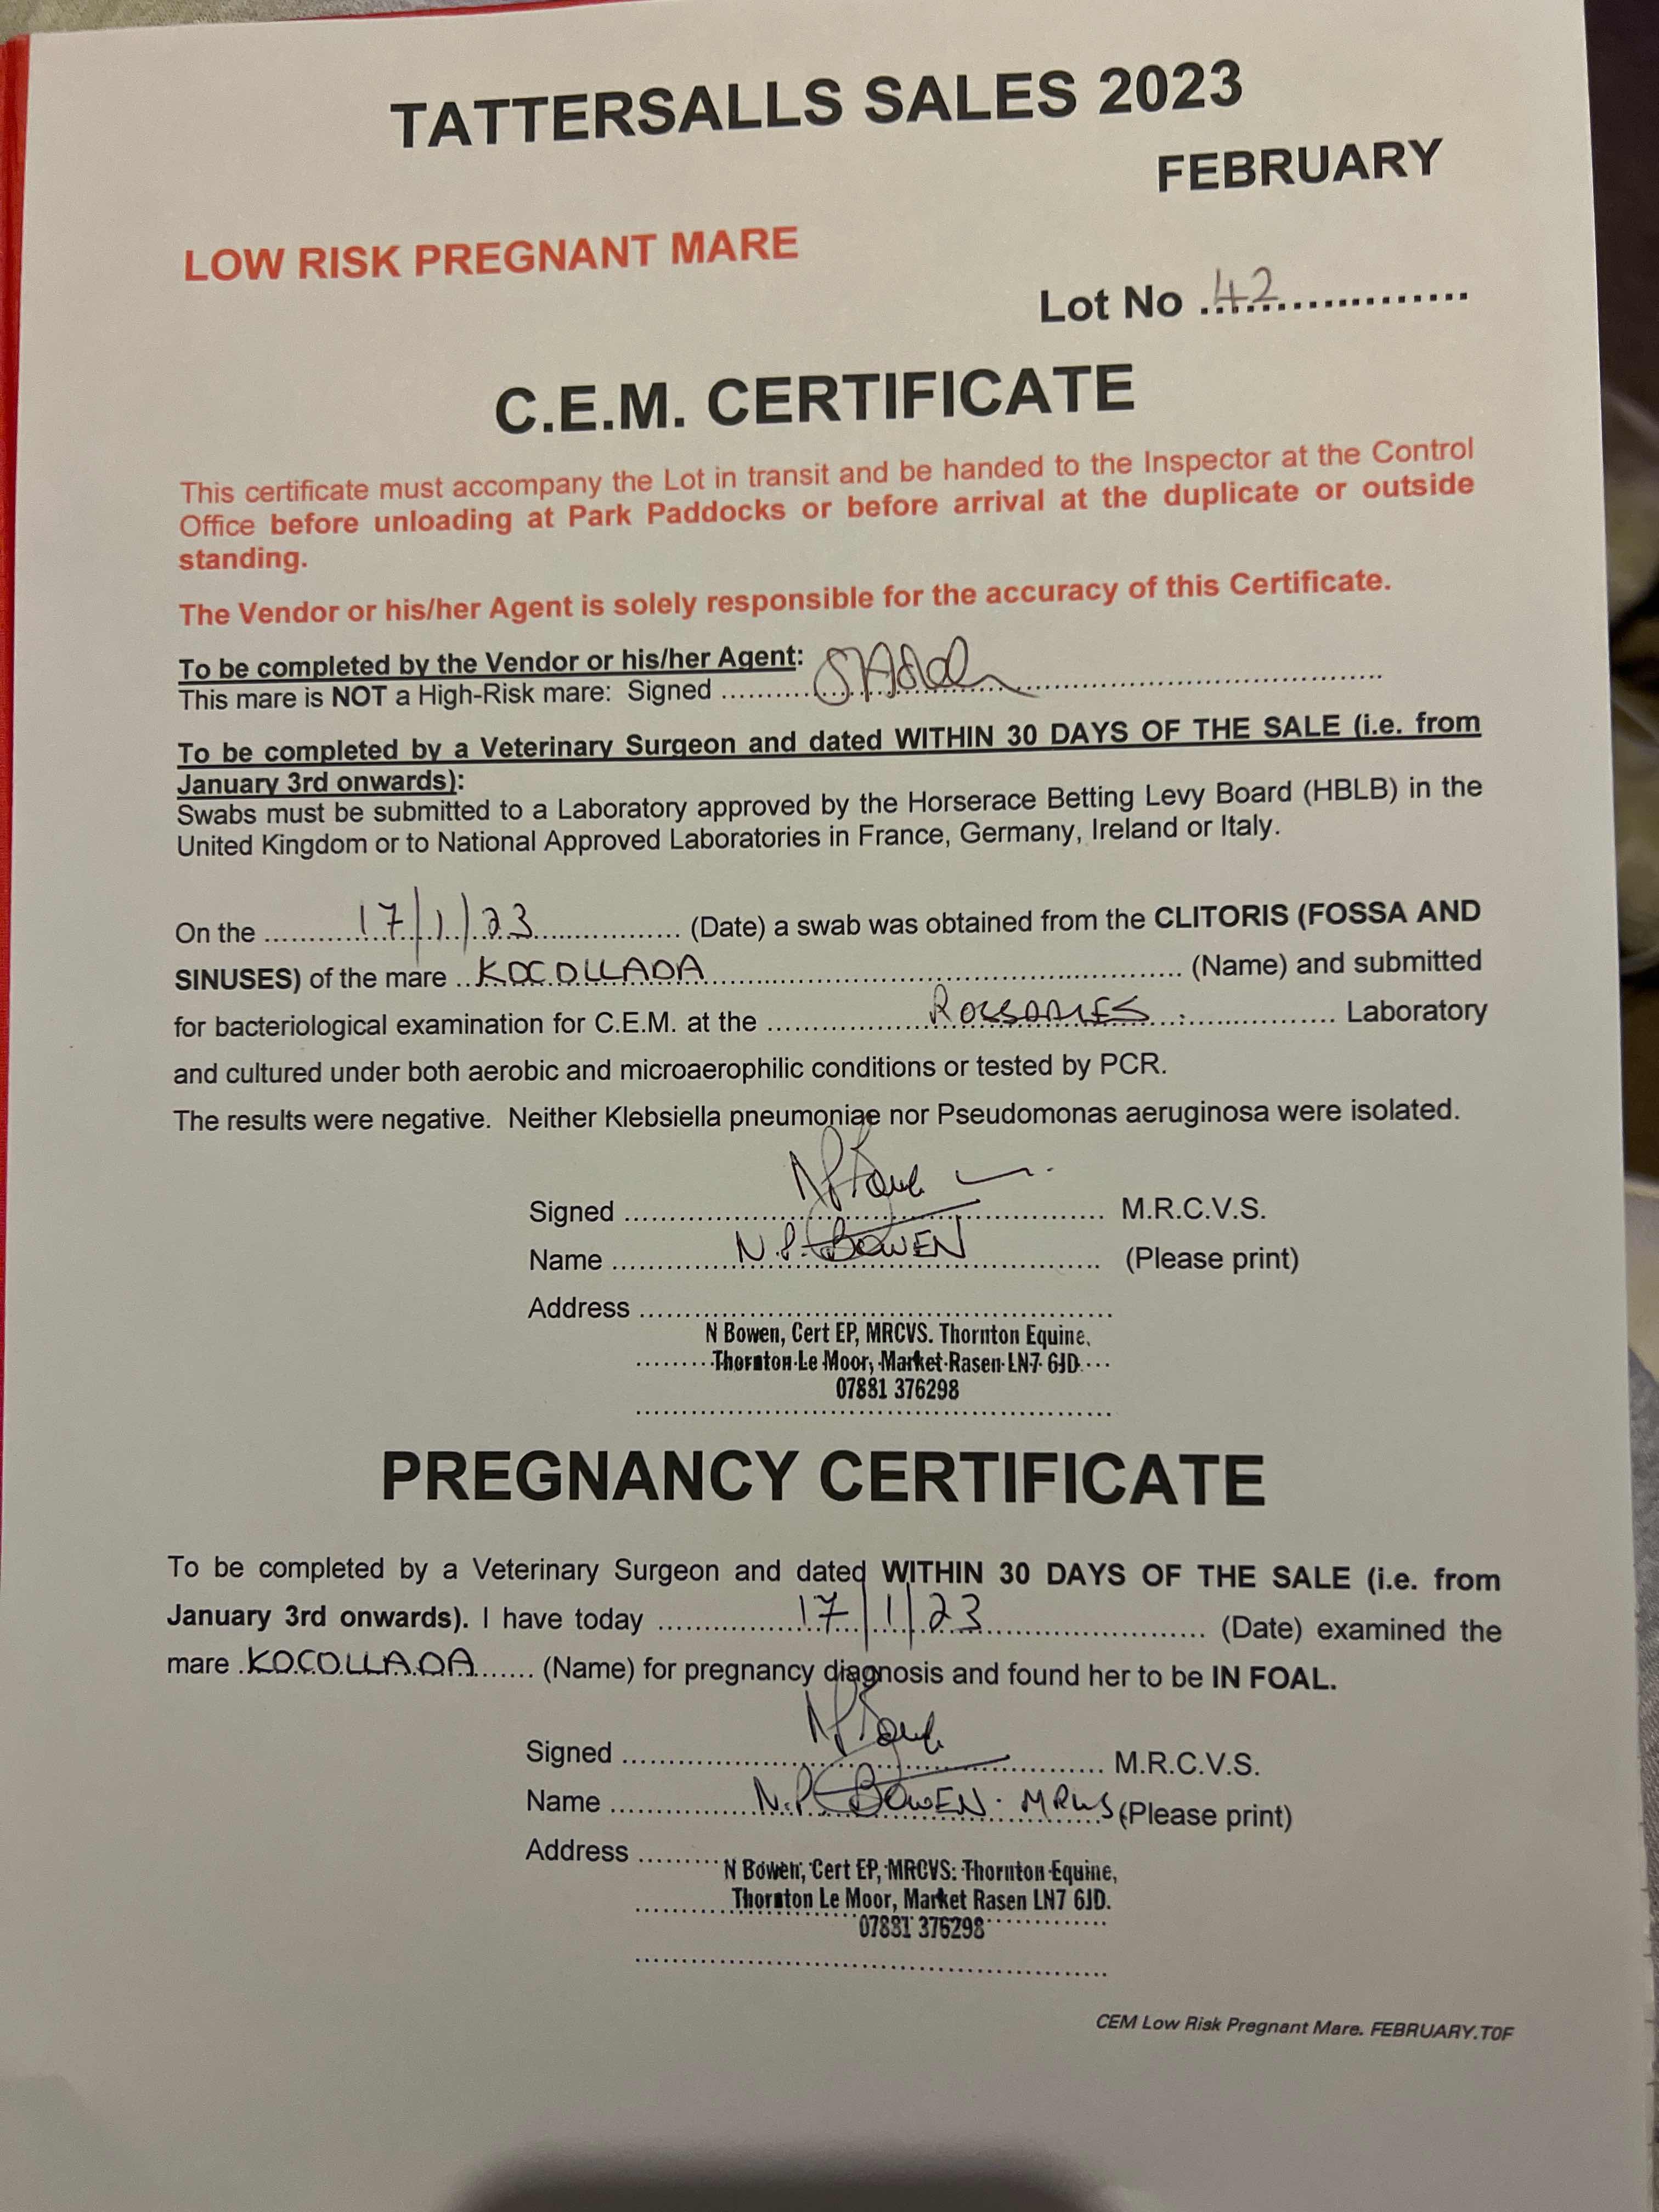 TATTERSALLS SALES 2023
FEBRUARY
LOW RISK PREGNANT MARE
Lot No 42
C.E.M. CERTIFICATE
This certificate must accompany the Lot in transit and be handed to the Inspector at the Control
Office before unloading at Park Paddocks or before arrival at the duplicate or outside
standing.
The Vendor or his/her Agent is solely responsible for the accuracy of this Certificate.
To be completed by the Vendor or his/her Agent:
This mare is NOT a High-Risk mare: Signed
To be completed by a Veterinary Surgeon and dated WITHIN 30 DAYS OF THE SALE (i.e. from
January 3rd onwards):
Swabs must be submitted to a Laboratory approved by the Horserace Betting Levy Board (HBLB) in the
United Kingdom or to National Approved Laboratories in France, Germany, Ireland or Italy.
On the 17/1/23 (Date) a swab was obtained from the CLITORIS (FOSSA AND
SINUSES) of the mare KOCOLLADA (Name) and submitted
for bacteriological examination for C.E.M. at the ROSSDALES Laboratory
and cultured under both aerobic and microaerophilic conditions or tested by PCR.
The results were negative. Neither Klebsiella pneumoniae nor Pseudomonas aeruginosa were isolated.
Signed M.R.C.V.S.
Name N.P. BOWEN (Please print)
Address
N Bowen, Cert EP, MRCVS. Thornton Equine,
Thornton Le Moor, Market Rasen LN7 6JD
07881 376298
PREGNANCY CERTIFICATE
To be completed by a Veterinary Surgeon and dated WITHIN 30 DAYS OF THE SALE (i.e. from
January 3rd onwards). I have today 17/1/23 (Date) examined the
mare KOCOLLADA (Name) for pregnancy diagnosis and found her to be IN FOAL.
Signed M.R.C.V.S.
Name N.P. BOWEN. MRCVS (Please print)
Address
N Bowen, Cert EP, MRCVS. Thornton Equine,
Thornton Le Moor, Market Rasen LN7 6JD.
07881 376298
CEM Low Risk Pregnant Mare. FEBRUARY.TOF